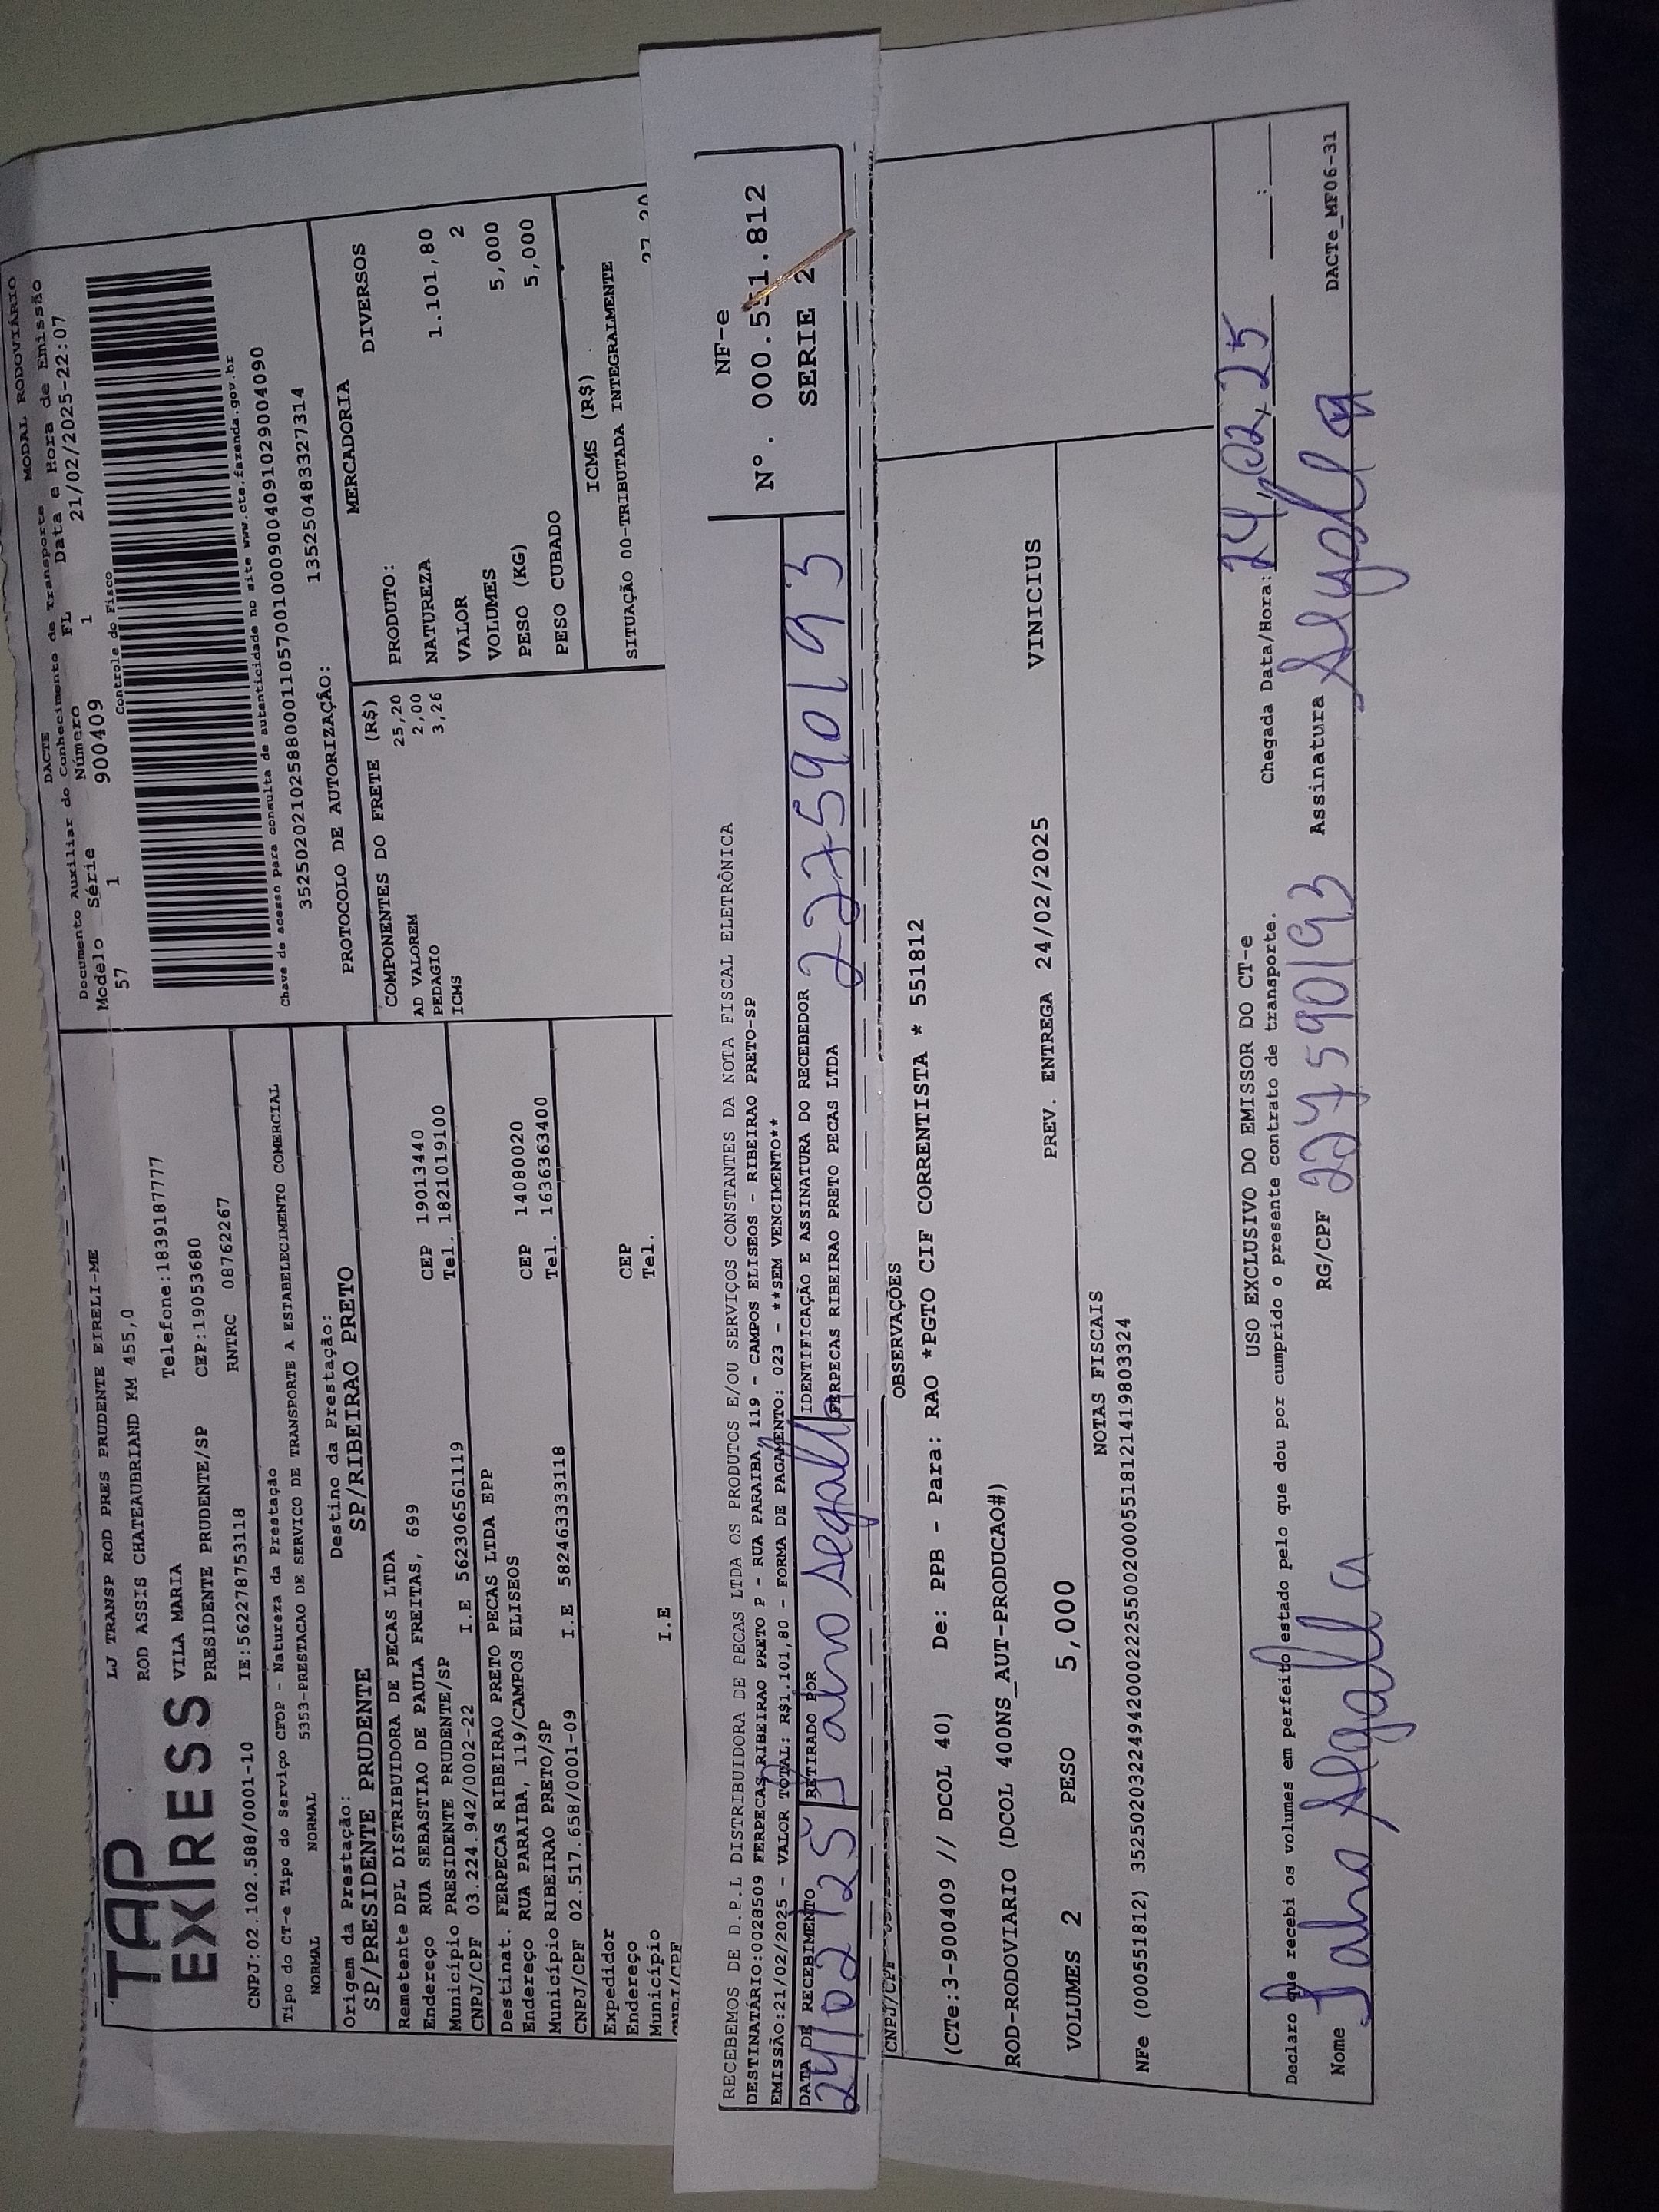 TAP
EXPRESS
LJ TRANSP ROD PRES PRUDENTE EIRELI-ME
ROD ASSIS CHATEAUBRIAND KM 455,0
VILA MARIA Telefone:1839187777
PRESIDENTE PRUDENTE/SP CEP:19053680
CNPJ:02.102.588/0001-10 IE:562278753118 RNTRC 08762267
MODAL RODOVIÁRIO
DACTE
Documento Auxiliar do Conhecimento de Transporte
Modelo Série Número FL Data e Hora de Emissão
57 1 900409 1 21/02/2025-22:07
Controle do Fisco
Chave de acesso para consulta de autenticidade no site www.cte.fazenda.gov.br
35250202102588000110570010009004091029004090
PROTOCOLO DE AUTORIZAÇÃO: 135250483327314
Tipo do CT-e Tipo do Serviço CFOP - Natureza da Prestação
NORMAL NORMAL 5353-PRESTACAO DE SERVICO DE TRANSPORTE A ESTABELECIMENTO COMERCIAL
Origem da Prestação: Destino da Prestação:
SP/PRESIDENTE PRUDENTE SP/RIBEIRAO PRETO
Remetente DPL DISTRIBUIDORA DE PECAS LTDA
Endereço RUA SEBASTIAO DE PAULA FREITAS, 699
Município PRESIDENTE PRUDENTE/SP CEP 19013440
CNPJ/CPF 03.224.942/0002-22 I.E 562306561119 Tel. 1821019100
Destinat. FERPECAS RIBEIRAO PRETO PECAS LTDA EPP
Endereço RUA PARAIBA, 119/CAMPOS ELISEOS
Município RIBEIRAO PRETO/SP CEP 14080020
CNPJ/CPF 02.517.658/0001-09 I.E 582463333118 Tel. 1636363400
Expedidor
Endereço
Município CEP
CNPJ/CPF I.E Tel.
COMPONENTES DO FRETE (R$)
AD VALOREM 25,20
PEDAGIO 2,00
ICMS 3,26
MERCADORIA
PRODUTO: DIVERSOS
NATUREZA
VALOR 1.101,80
VOLUMES 2
PESO (KG) 5,000
PESO CUBADO 5,000
ICMS (R$)
SITUAÇÃO 00-TRIBUTADA INTEGRALMENTE
RECEBEMOS DE D.P.L DISTRIBUIDORA DE PECAS LTDA OS PRODUTOS E/OU SERVIÇOS CONSTANTES DA NOTA FISCAL ELETRÔNICA
DESTINATÁRIO:0028509 FERPECAS RIBEIRAO PRETO P - RUA PARAIBA, 119 - CAMPOS ELISEOS - RIBEIRAO PRETO-SP
EMISSÃO:21/02/2025 - VALOR TOTAL: R$1.101,80 - FORMA DE PAGAMENTO: 023 - **SEM VENCIMENTO**
DATA DE RECEBIMENTO RETIRADO POR IDENTIFICAÇÃO E ASSINATURA DO RECEBEDOR
FERPECAS RIBEIRAO PRETO PECAS LTDA
24/02/25 Segalla 227590193
NF-e
Nº. 000.551.812
SERIE 2
CNPJ/CPF
OBSERVAÇÕES
(CTe:3-900409 // DCOL 40) De: PPB - Para: RAO *PGTO CIF CORRENTISTA * 551812
ROD-RODOVIARIO (DCOL 400NS_AUT-PRODUCAO#)
VOLUMES 2 PESO 5,000 PREV. ENTREGA 24/02/2025 VINICIUS
NOTAS FISCAIS
NFe (000551812) 35250203224942000222550020005518121419803324
USO EXCLUSIVO DO EMISSOR DO CT-e
Declaro que recebi os volumes em perfeito estado pelo que dou por cumprido o presente contrato de transporte. Chegada Data/Hora: 24,02,25 :
Nome Segalla RG/CPF 227590193 Assinatura Segalla
DACTe_MF06-31